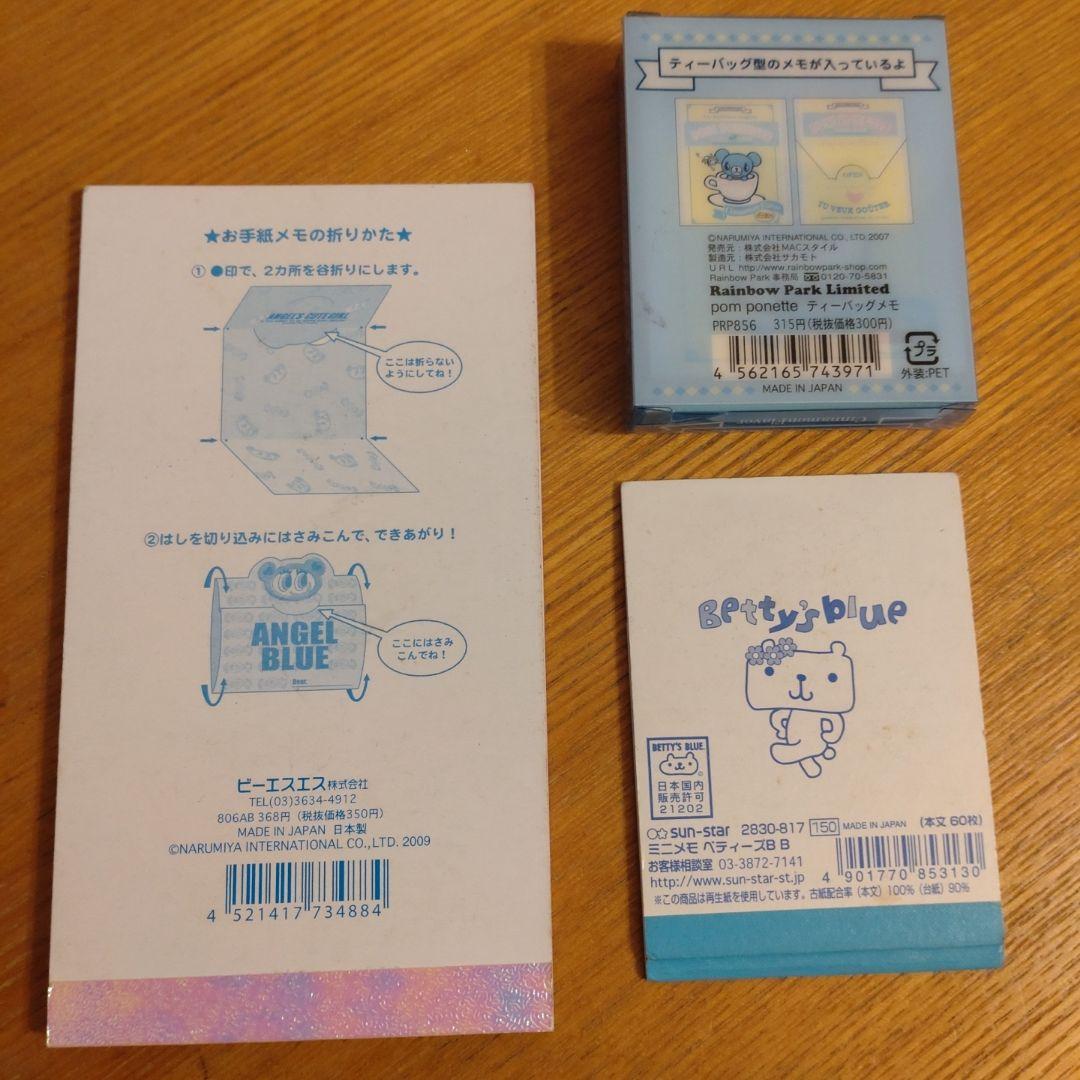 ★お手紙メモの折りかた★
①●印で、2カ所を谷折りにします。
ANGEL'S CUTE GIRL
ここは折らない
ようにしてね!
②はしを切り込みにはさみこんで、できあがり!
ANGEL
BLUE
Dear.
ここにはさみ
こんでね!
ビーエスエス株式会社
TEL(03)3634-4912
806AB 368円(税抜価格350円)
MADE IN JAPAN 日本製
©NARUMIYA INTERNATIONAL CO., LTD. 2009
4 521417 734884
ティーバッグ型のメモが入っているよ
OPEN
TU VEUX GOÛTER
©NARUMIYA INTERNATIONAL CO., LTD. 2007
発売元:株式会社MACスタイル
製造元:株式会社サカモト
URL http://www.rainbowpark-shop.com
Rainbow Park 事務局 0120-70-5831
Rainbow Park Limited
pom ponette ティーバッグメモ
PRP856 315円(税抜価格300円)
4 562165 743971
プラ
外装:PET
MADE IN JAPAN
Cinnamon Flavor
Betty's blue
BETTY'S BLUE
日本国内
販売許可
21202
sun-star 2830-817 150 MADE IN JAPAN (本文 60枚)
ミニメモ ベティーズB B
お客様相談室 03-3872-7141
http://www.sun-star-st.jp
4 901770 853130
※この商品は再生紙を使用しています。古紙配合率(本文)100%(台紙)90%